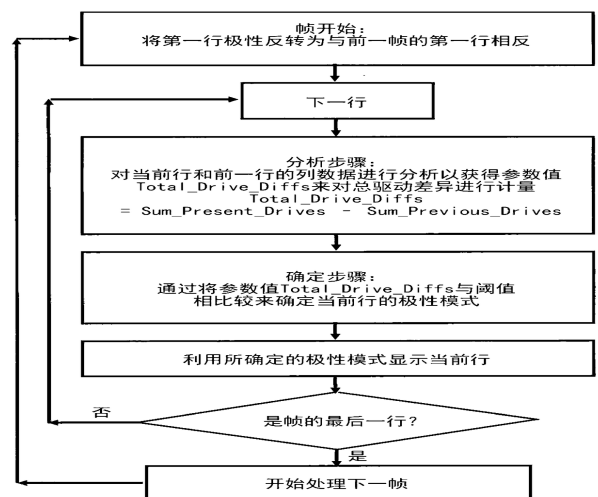 帧开始:
将第一行极性反转为与前一帧的第一行相反
下一行
分析步骤:
对当前行和前一行的列数据进行分析以获得参数值
Total_Drive_Diffs来对总驱动差异进行计量
Total_Drive_Diffs
= Sum_Present_Drives - Sum_Previous_Drives
确定步骤:
通过将参数值Total_Drive_Diffs与阈值
相比较来确定当前行的极性模式
利用所确定的极性模式显示当前行
否
是帧的最后一行?
是
开始处理下一帧